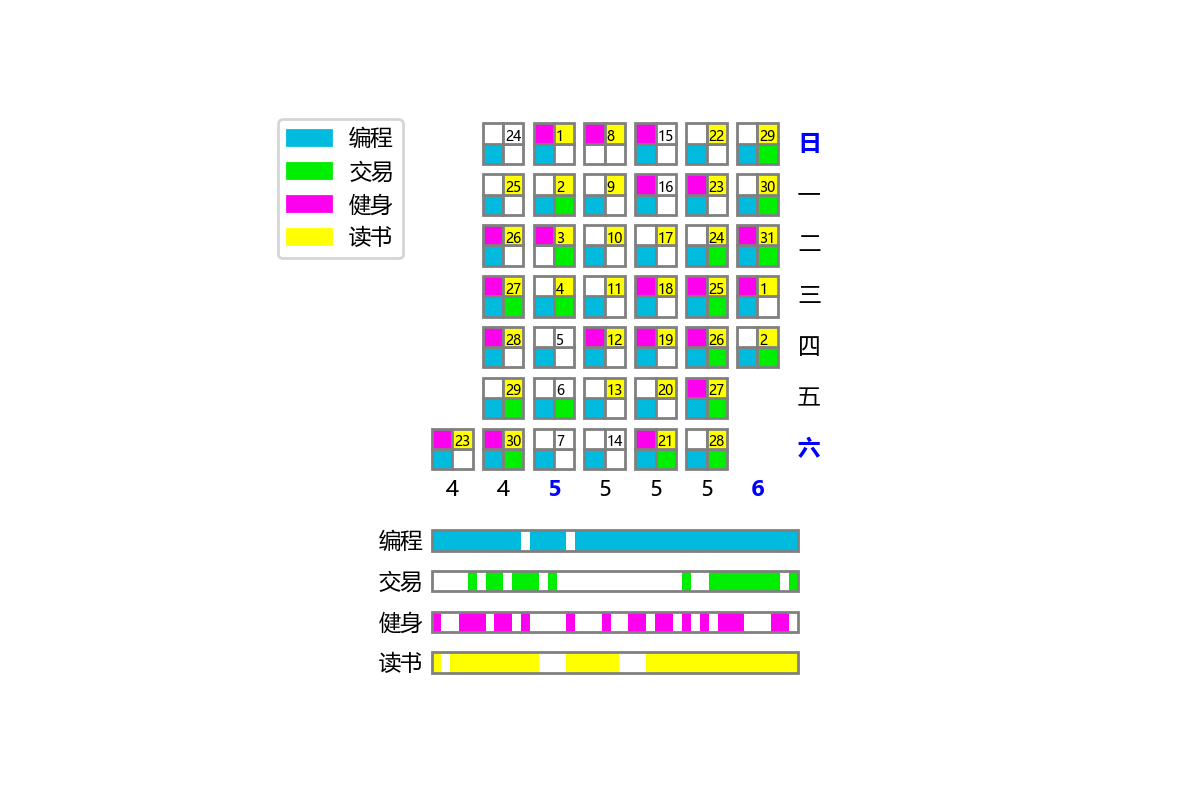 编程
交易
健身
读书
24 1 8 15 22 29 日
25 2 9 16 23 30 一
26 3 10 17 24 31 二
27 4 11 18 25 1 三
28 5 12 19 26 2 四
29 6 13 20 27 五
23 30 7 14 21 28 六
4 4 5 5 5 5 6
编程
交易
健身
读书